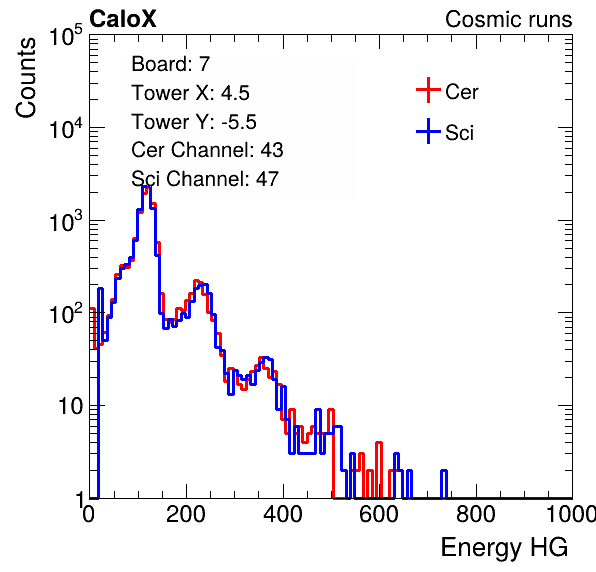 CaloX Cosmic runs
Counts
Board: 7
Tower X: 4.5
Tower Y: -5.5
Cer Channel: 43
Sci Channel: 47
Cer
Sci
10^5
10^4
10^3
10^2
10
1
0 200 400 600 800 1000
Energy HG